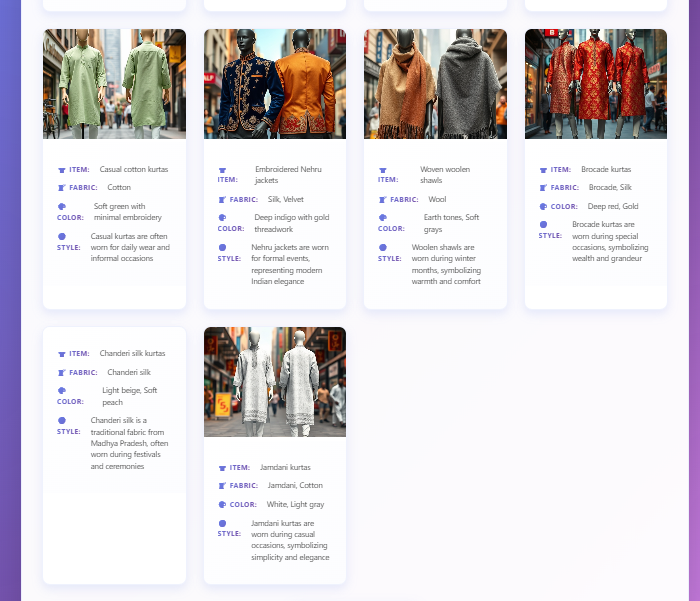 ITEM: Casual cotton kurtas
FABRIC: Cotton
COLOR: Soft green with
minimal embroidery
STYLE: Casual kurtas are often
worn for daily wear and
informal occasions
ITEM: Embroidered Nehru
jackets
FABRIC: Silk, Velvet
COLOR: Deep indigo with gold
threadwork
STYLE: Nehru jackets are worn
for formal events,
representing modern
Indian elegance
ITEM: Woven woolen
shawls
FABRIC: Wool
COLOR: Earth tones, Soft
grays
STYLE: Woolen shawls are
worn during winter
months, symbolizing
warmth and comfort
ITEM: Brocade kurtas
FABRIC: Brocade, Silk
COLOR: Deep red, Gold
STYLE: Brocade kurtas are
worn during special
occasions, symbolizing
wealth and grandeur
ITEM: Chanderi silk kurtas
FABRIC: Chanderi silk
COLOR: Light beige, Soft
peach
STYLE: Chanderi silk is a
traditional fabric from
Madhya Pradesh, often
worn during festivals
and ceremonies
ITEM: Jamdani kurtas
FABRIC: Jamdani, Cotton
COLOR: White, Light gray
STYLE: Jamdani kurtas are
worn during casual
occasions, symbolizing
simplicity and elegance